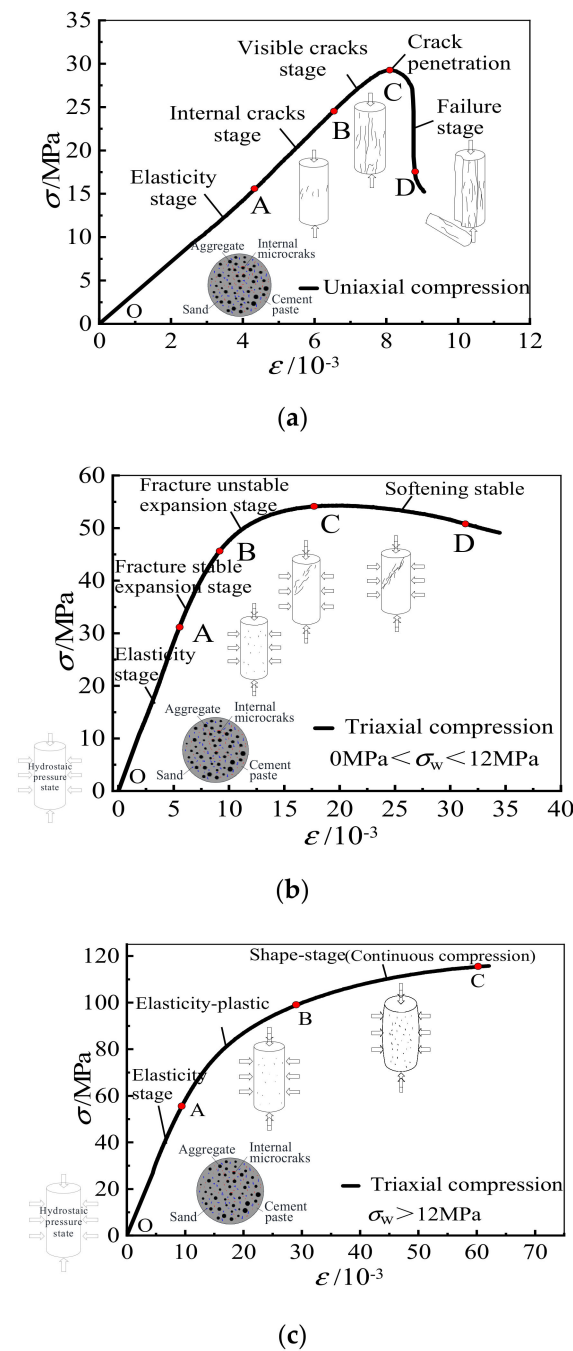 35
30
25
20
15
10
5
0
σ/MPa
Visible cracks
stage
Crack
penetration
C
Internal cracks
stage
B
Failure
stage
Elasticity
stage
A
D
Aggregate
Internal
microcraks
Sand
Cement
paste
O
Uniaxial compression
0 2 4 6 8 10 12
ε/10-3
(a)
60
50
40
30
20
10
0
σ/MPa
Fracture unstable
expansion stage
Softening stable
C
B
D
Fracture stable
expansion stage
A
Elasticity
stage
Aggregate
Internal
microcraks
Sand
Cement
paste
Triaxial compression
0MPa<σw<12MPa
Hydrostaic
pressure
state
O
0 5 10 15 20 25 30 35 40
ε/10-3
(b)
120
100
80
60
40
20
0
σ/MPa
Shape-stage(Continuous compression)
C
Elasticity-plastic
B
Elasticity
stage
A
Aggregate
Internal
microcraks
Sand
Cement
paste
Triaxial compression
σw>12MPa
Hydrostaic
pressure
state
O
0 10 20 30 40 50 60 70
ε/10-3
(c)